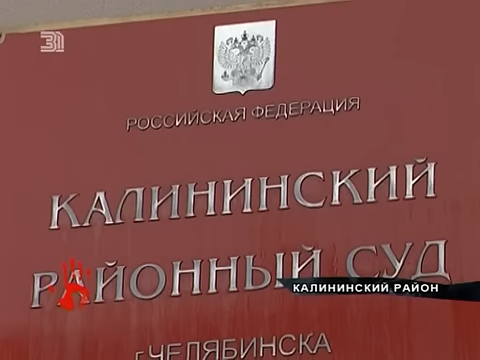 31
РОССИЙСКАЯ ФЕДЕРАЦИЯ
КАЛИНИНСКИЙ
РАЙОННЫЙ СУД
КАЛИНИНСКИЙ РАЙОН
г.ЧЕЛЯБИНСКА